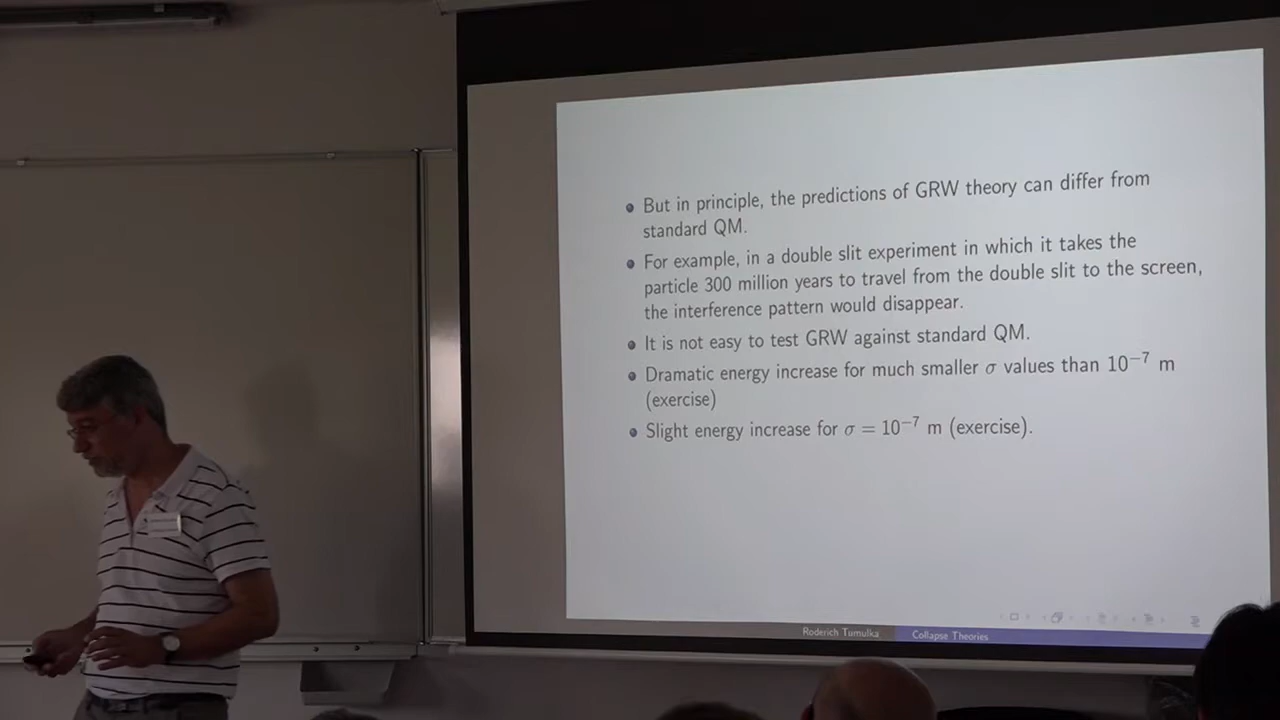 But in principle, the predictions of GRW theory can differ from
standard QM.
For example, in a double slit experiment in which it takes the
particle 300 million years to travel from the double slit to the screen,
the interference pattern would disappear.
It is not easy to test GRW against standard QM.
Dramatic energy increase for much smaller σ values than 10⁻⁷ m
(exercise)
Slight energy increase for σ = 10⁻⁷ m (exercise).
Roderich Tumulka Collapse Theories